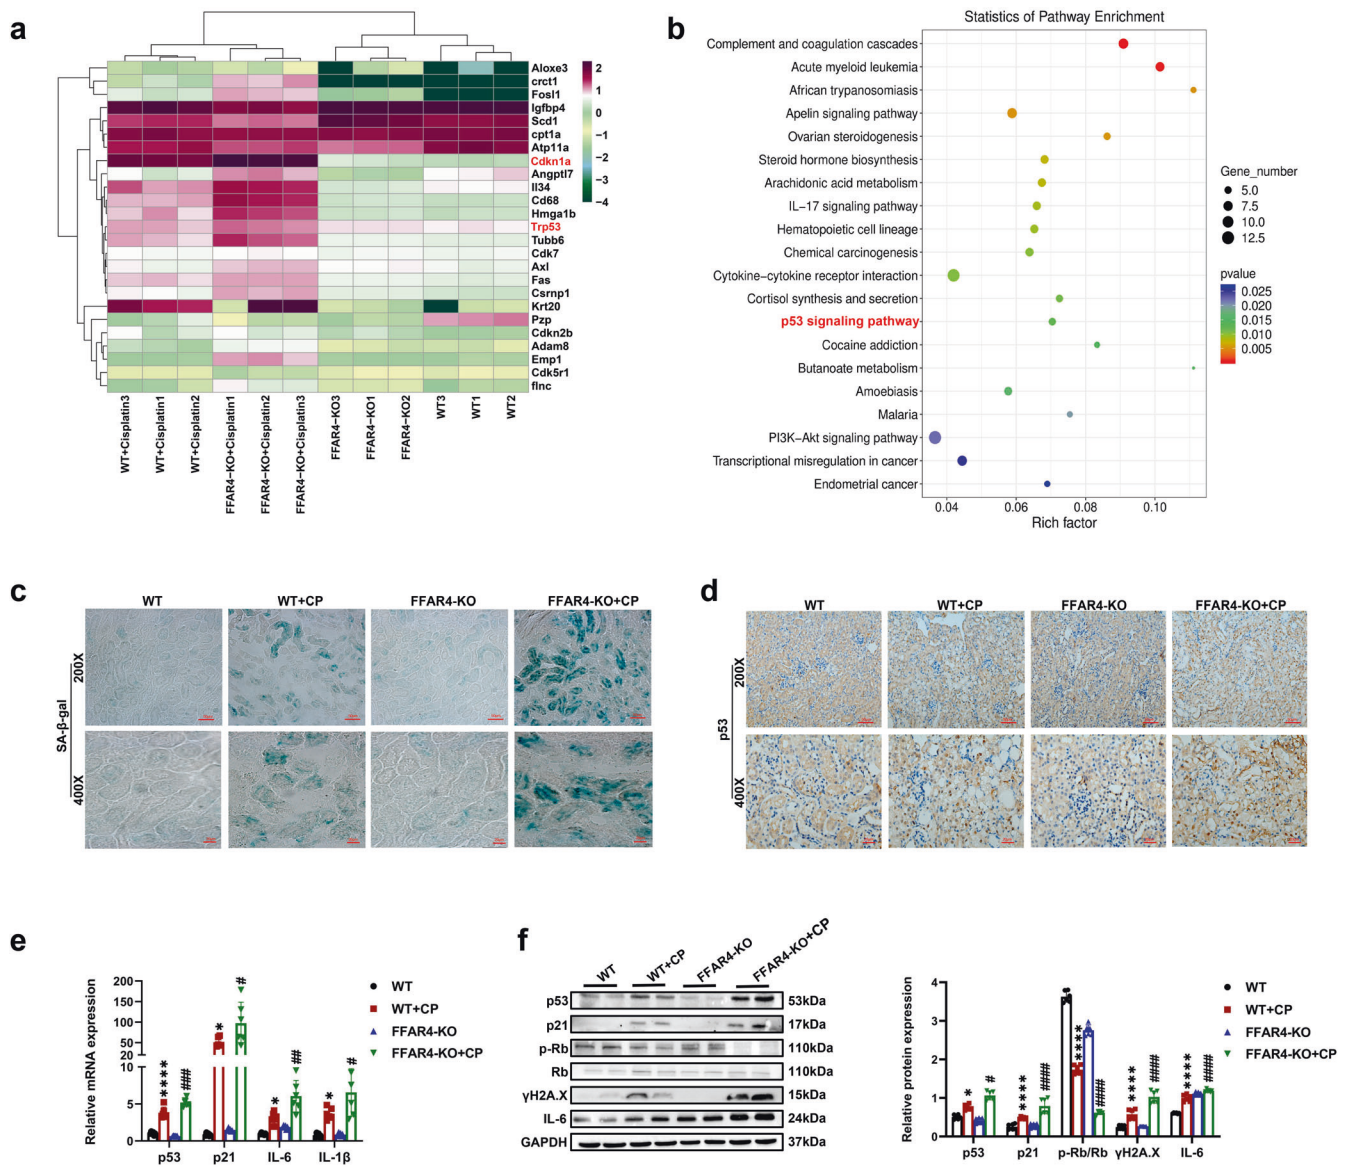 a
Aloxe3
crct1
Fosl1
Igfbp4
Scd1
cpt1a
Atp11a
Cdkn1a
Angptl7
Il34
Cd68
Hmga1b
Trp53
Tubb6
Cdk7
Axl
Fas
Csrnp1
Krt20
Pzp
Cdkn2b
Adam8
Emp1
Cdk5r1
flnc
2
1
0
−1
−2
−3
−4
WT+Cisplatin3
WT+Cisplatin1
WT+Cisplatin2
FFAR4−KO+Cisplatin1
FFAR4−KO+Cisplatin2
FFAR4−KO+Cisplatin3
FFAR4−KO3
FFAR4−KO1
FFAR4−KO2
WT3
WT1
WT2
b
Statistics of Pathway Enrichment
Complement and coagulation cascades
Acute myeloid leukemia
African trypanosomiasis
Apelin signaling pathway
Ovarian steroidogenesis
Steroid hormone biosynthesis
Arachidonic acid metabolism
IL−17 signaling pathway
Hematopoietic cell lineage
Chemical carcinogenesis
Cytokine−cytokine receptor interaction
Cortisol synthesis and secretion
p53 signaling pathway
Cocaine addiction
Butanoate metabolism
Amoebiasis
Malaria
PI3K−Akt signaling pathway
Transcriptional misregulation in cancer
Endometrial cancer
0.04 0.06 0.08 0.10
Rich factor
Gene_number
5.0
7.5
10.0
12.5
pvalue
0.025
0.020
0.015
0.010
0.005
c
WT WT+CP FFAR4-KO FFAR4-KO+CP
SA-β-gal
200X
400X
d
WT WT+CP FFAR4-KO FFAR4-KO+CP
p53
200X
400X
e
Relative mRNA expression
200
150
100
50
20
10
5
0
p53 p21 IL-6 IL-1β
**** ### * # * ## * #
WT
WT+CP
FFAR4-KO
FFAR4-KO+CP
f
WT WT+CP FFAR4-KO FFAR4-KO+CP
p53 53kDa
p21 17kDa
p-Rb 110kDa
Rb 110kDa
γH2A.X 15kDa
IL-6 24kDa
GAPDH 37kDa
Relative protein expression
4
3
2
1
0
p53 p21 p-Rb/Rb γH2A.X IL-6
* # **** #### **** #### **** #### **** ####
WT
WT+CP
FFAR4-KO
FFAR4-KO+CP